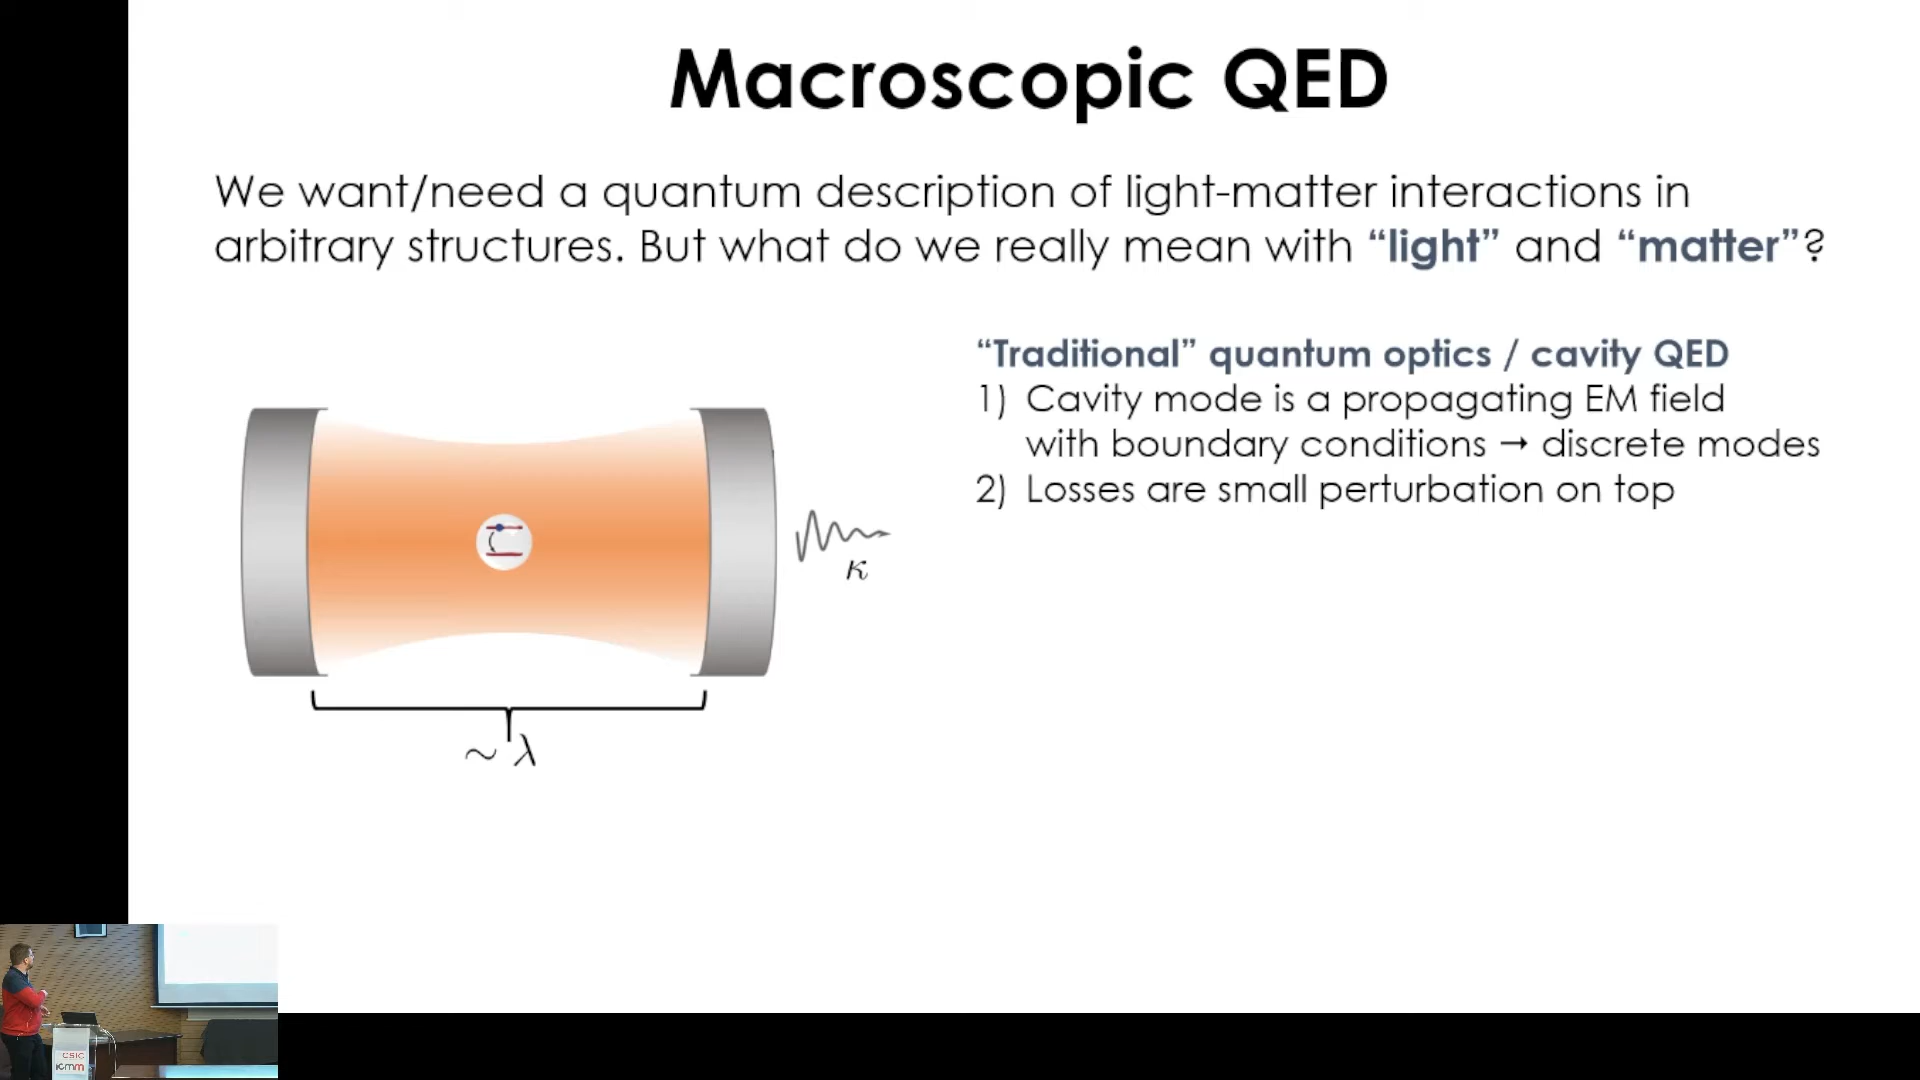 Macroscopic QED
We want/need a quantum description of light-matter interactions in
arbitrary structures. But what do we really mean with “light” and “matter”?
“Traditional” quantum optics / cavity QED
1) Cavity mode is a propagating EM field
with boundary conditions → discrete modes
2) Losses are small perturbation on top
κ
~ λ
CSIC
icmm